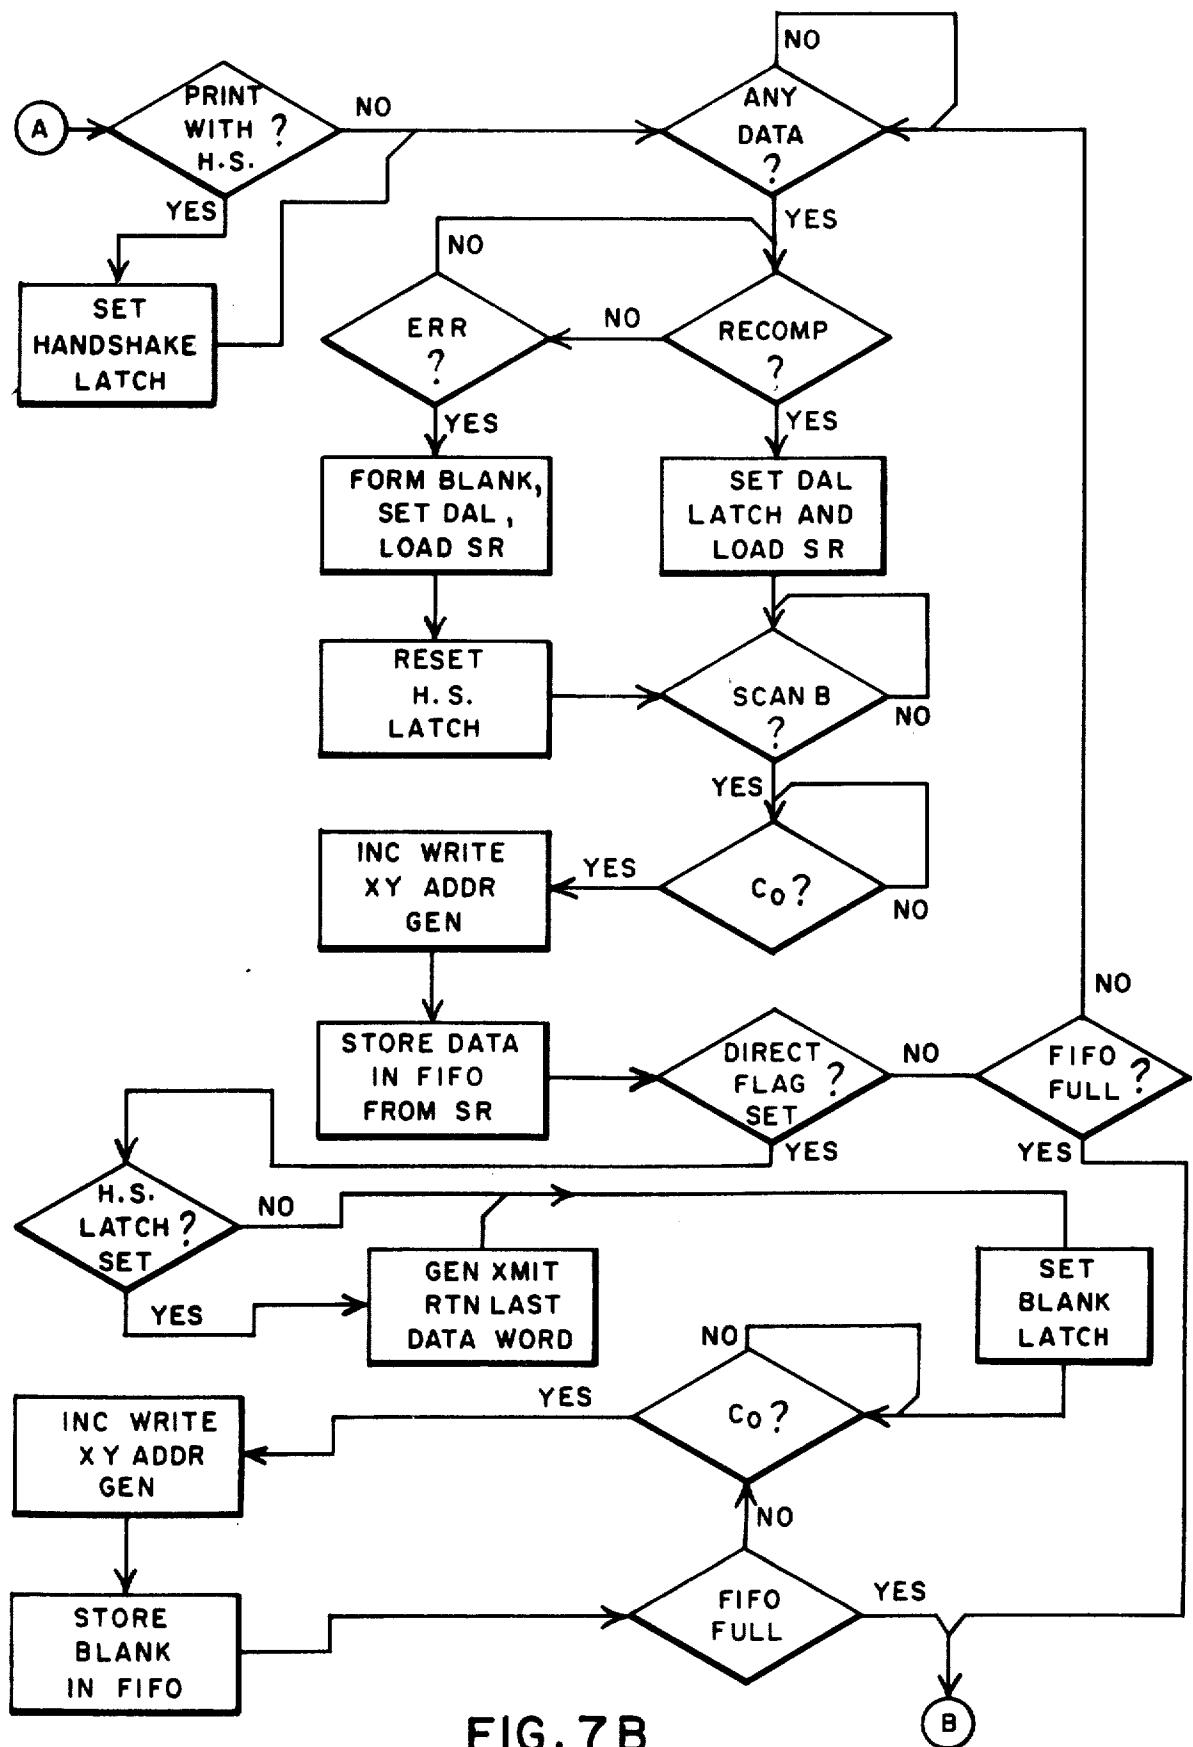 NO
A
PRINT
WITH ?
H.S.
NO
ANY
DATA
?
YES
YES
SET
HANDSHAKE
LATCH
NO
ERR
?
NO
RECOMP
?
YES
YES
FORM BLANK,
SET DAL,
LOAD SR
SET DAL
LATCH AND
LOAD SR
RESET
H.S.
LATCH
SCAN B
?
NO
YES
INC WRITE
XY ADDR
GEN
YES
C0?
NO
STORE DATA
IN FIFO
FROM SR
DIRECT
FLAG ?
SET
NO
NO
FIFO
FULL ?
YES
YES
H.S.
LATCH ?
SET
NO
YES
GEN XMIT
RTN LAST
DATA WORD
SET
BLANK
LATCH
NO
C0?
YES
INC WRITE
XY ADDR
GEN
NO
STORE
BLANK
IN FIFO
FIFO
FULL
YES
B
FIG. 7B